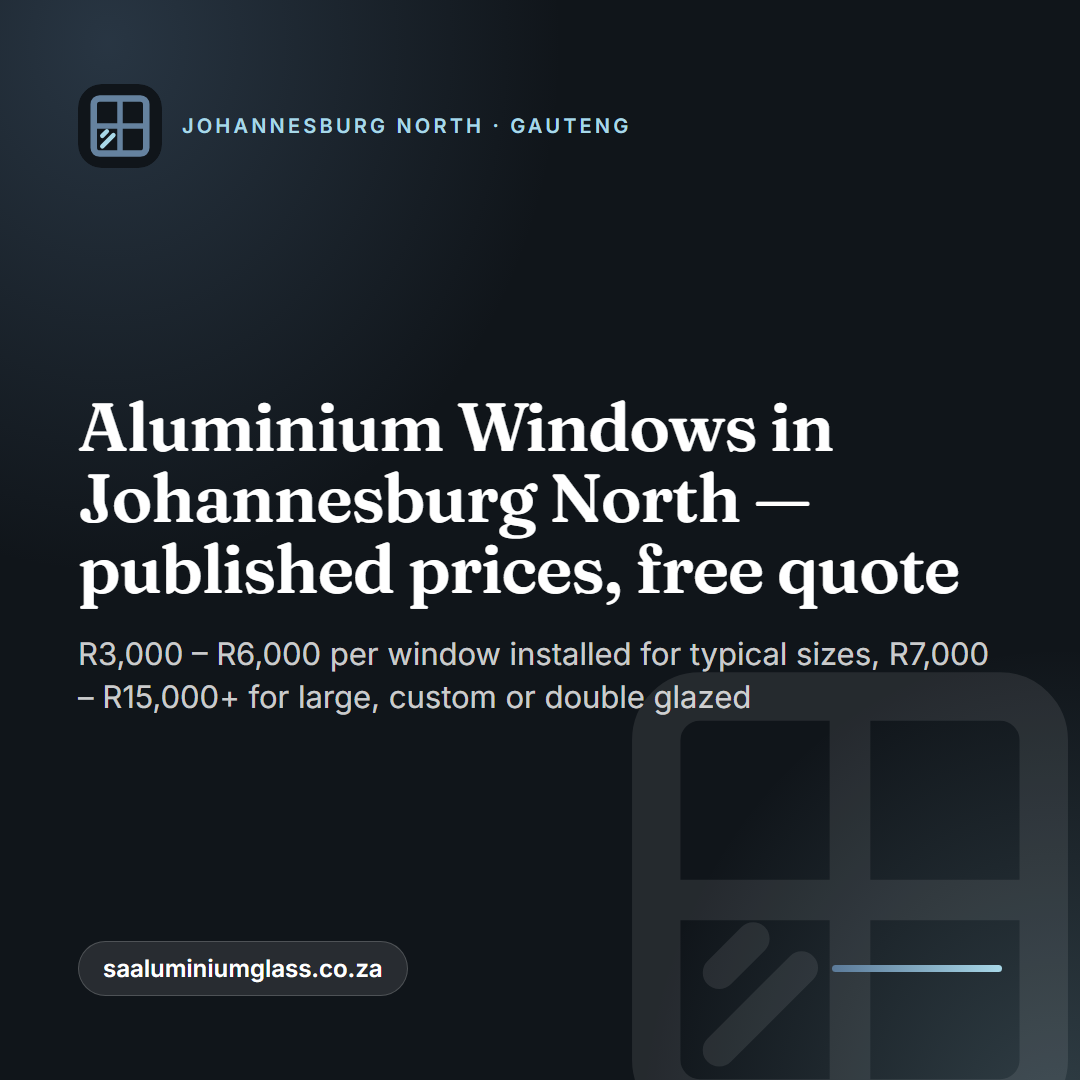 JOHANNESBURG NORTH · GAUTENG
Aluminium Windows in
Johannesburg North —
published prices, free quote
R3,000 – R6,000 per window installed for typical sizes, R7,000
– R15,000+ for large, custom or double glazed
saaluminiumglass.co.za